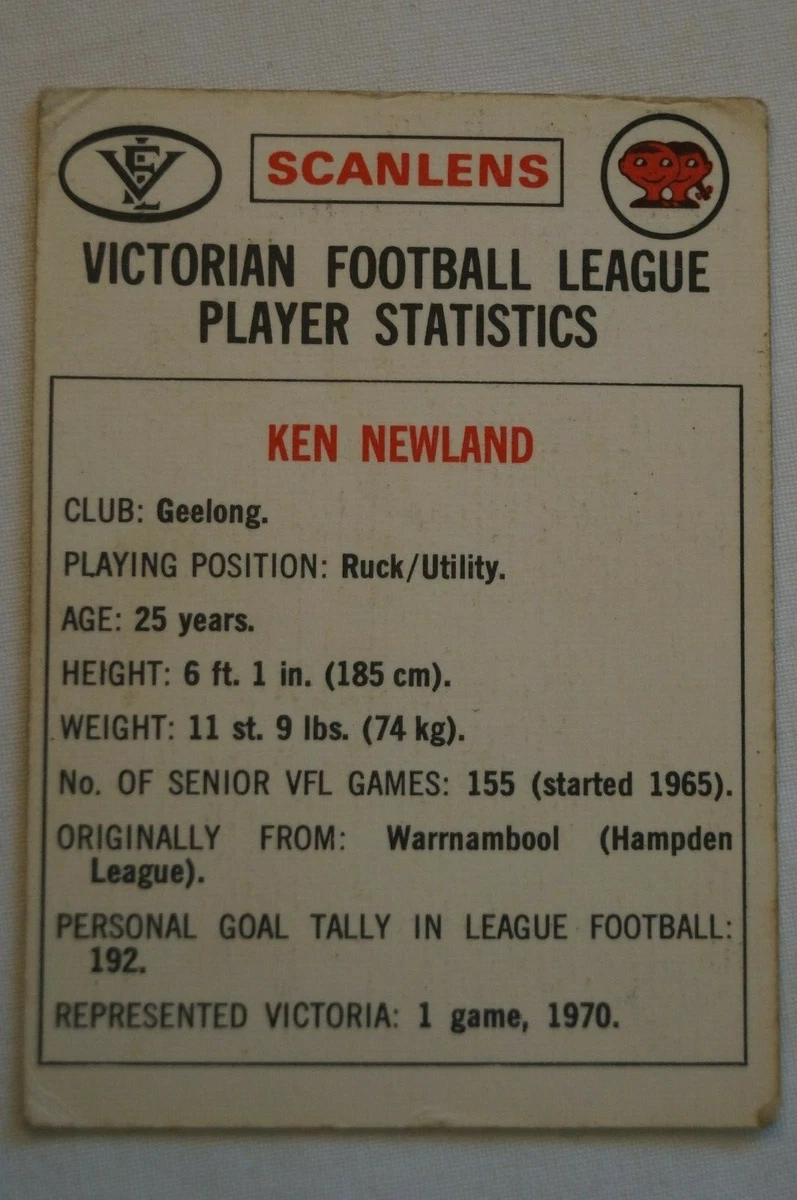 VFL
SCANLENS
VICTORIAN FOOTBALL LEAGUE
PLAYER STATISTICS
KEN NEWLAND
CLUB: Geelong.
PLAYING POSITION: Ruck/Utility.
AGE: 25 years.
HEIGHT: 6 ft. 1 in. (185 cm).
WEIGHT: 11 st. 9 lbs. (74 kg).
No. OF SENIOR VFL GAMES: 155 (started 1965).
ORIGINALLY FROM: Warrnambool (Hampden
League).
PERSONAL GOAL TALLY IN LEAGUE FOOTBALL:
192.
REPRESENTED VICTORIA: 1 game, 1970.